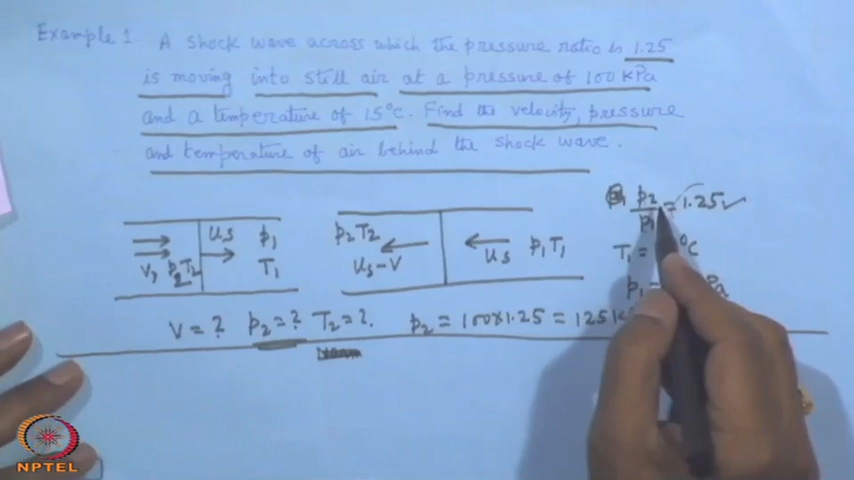 Example 1. A shock wave across which the pressure ratio is 1.25
is moving into still air at a pressure of 100 KPa
and a temperature of 15°C. Find the velocity, pressure
and temperature of air behind the shock wave.
p2/p1 = 1.25 ✓
T1 = °C
p1
V, p2 T2
Us
p1
T1
p2 T2
Us-V
Us
p1 T1
V = ? p2 = ? T2 = ?. p2 = 100x1.25 = 125 K
NPTEL